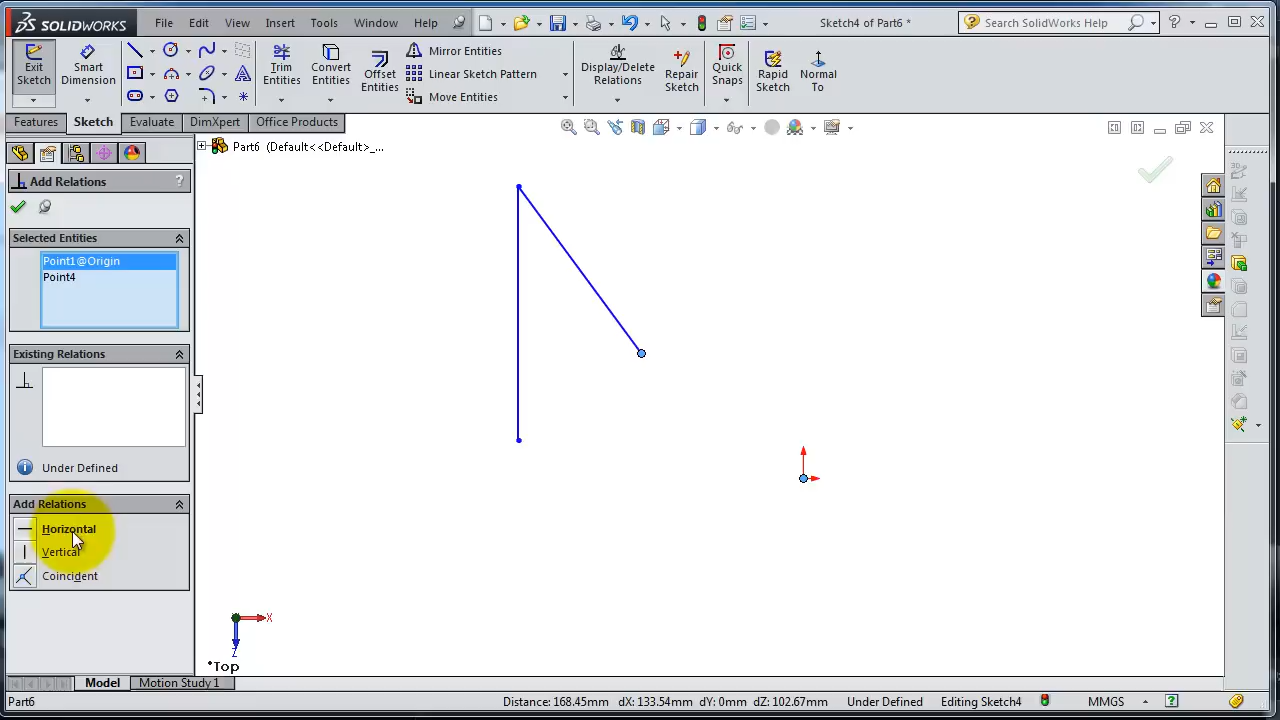 SOLIDWORKS
File Edit View Insert Tools Window Help
Sketch4 of Part6 *
Search SolidWorks Help
Exit Sketch
Smart Dimension
Trim Entities
Convert Entities
Offset Entities
Mirror Entities
Linear Sketch Pattern
Move Entities
Display/Delete Relations
Repair Sketch
Quick Snaps
Rapid Sketch
Normal To
Features Sketch Evaluate DimXpert Office Products
Part6 (Default<<Default>_...
Add Relations ?
Selected Entities
Point1@Origin
Point4
Existing Relations
Under Defined
Add Relations
Horizontal
Vertical
Coincident
X
Z
*Top
Model Motion Study 1
Part6 Distance: 168.45mm dX: 133.54mm dY: 0mm dZ: 102.67mm Under Defined Editing Sketch4 MMGS ?